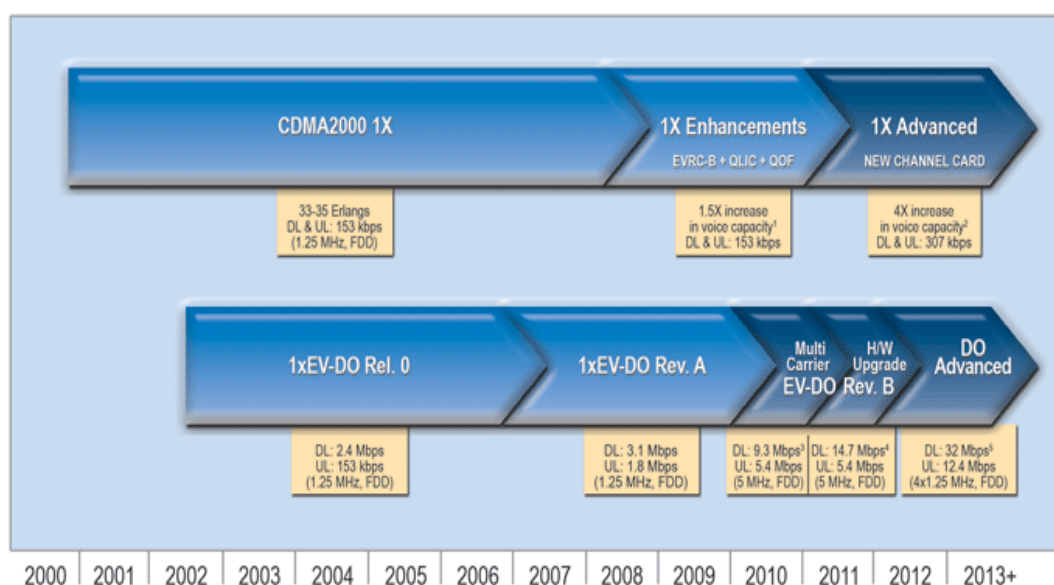 CDMA2000 1X
1X Enhancements
EVRC-B + QLIC + QOF
1X Advanced
NEW CHANNEL CARD
33-35 Erlangs
DL & UL: 153 kbps
(1.25 MHz, FDD)
1.5X increase
in voice capacity¹
DL & UL: 153 kbps
4X increase
in voice capacity²
DL & UL: 307 kbps
1xEV-DO Rel. 0
1xEV-DO Rev. A
Multi
Carrier
H/W
Upgrade
EV-DO Rev. B
DO
Advanced
DL: 2.4 Mbps
UL: 153 kbps
(1.25 MHz, FDD)
DL: 3.1 Mbps
UL: 1.8 Mbps
(1.25 MHz, FDD)
DL: 9.3 Mbps³
UL: 5.4 Mbps
(5 MHz, FDD)
DL: 14.7 Mbps⁴
UL: 5.4 Mbps
(5 MHz, FDD)
DL: 32 Mbps⁵
UL: 12.4 Mbps
(4x1.25 MHz, FDD)
2000 2001 2002 2003 2004 2005 2006 2007 2008 2009 2010 2011 2012 2013+